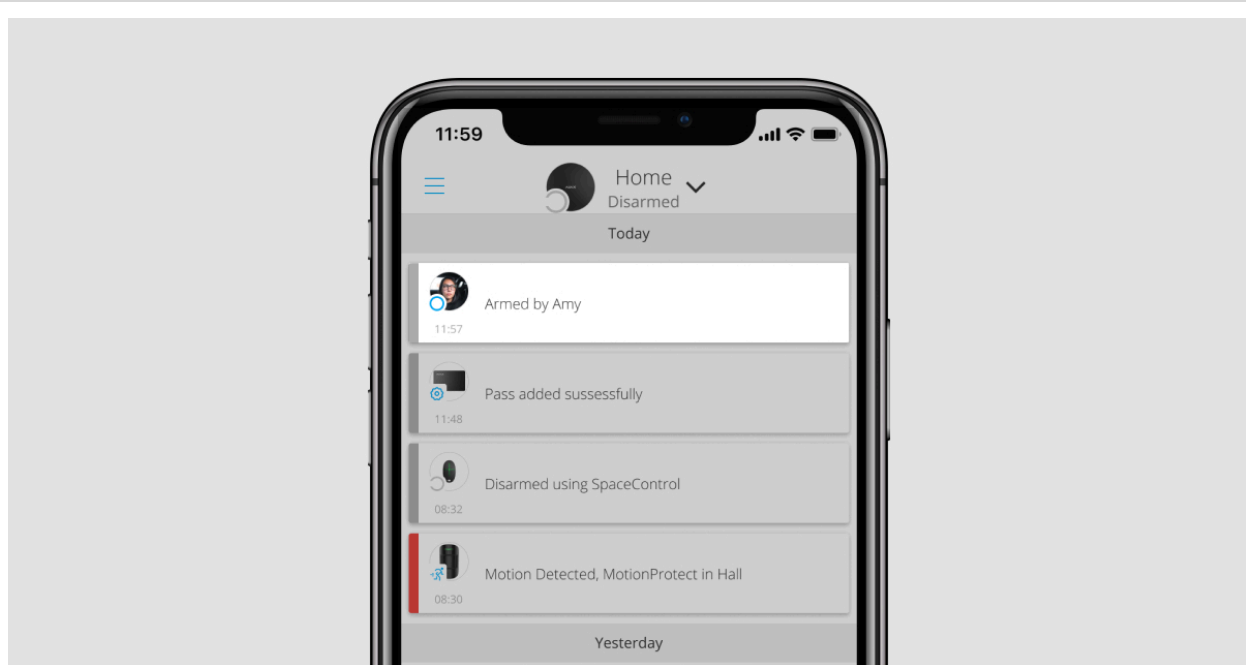 11:59
Home
Disarmed
Today
Armed by Amy
11:57
Pass added sussessfully
11:48
Disarmed using SpaceControl
08:32
Motion Detected, MotionProtect in Hall
08:30
Yesterday